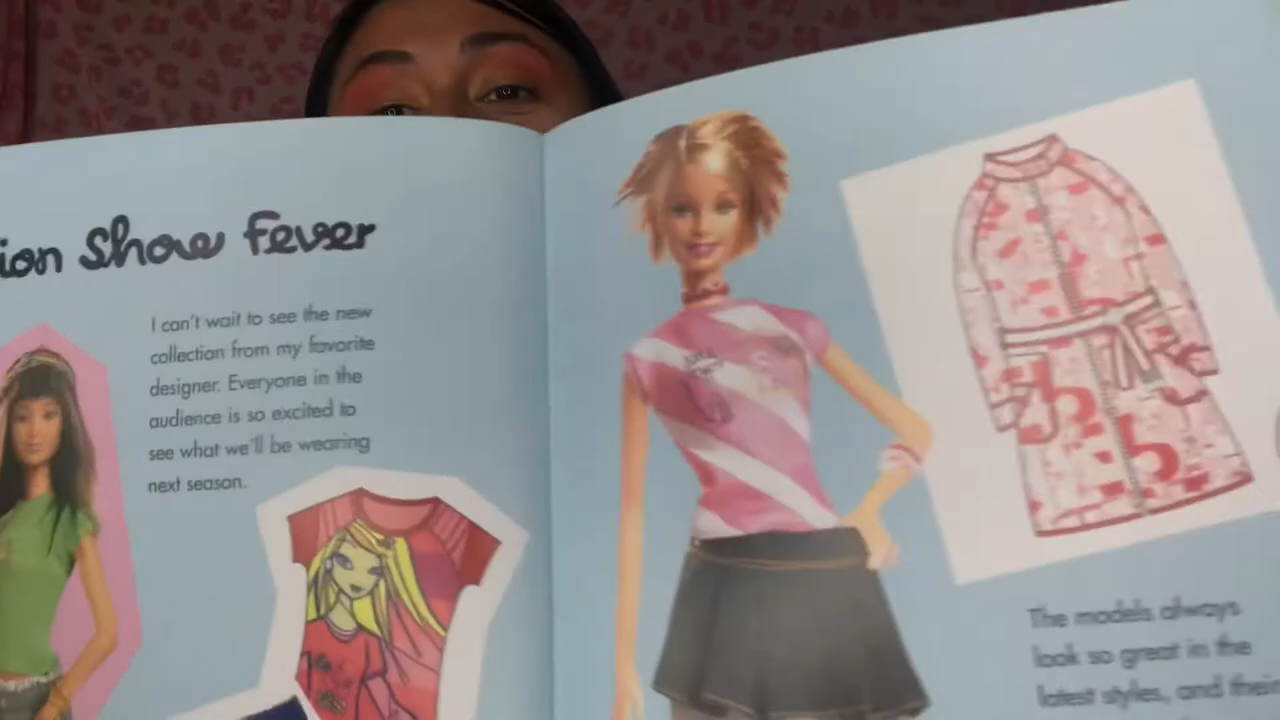 ion Show Fever
I can't wait to see the new
collection from my favorite
designer. Everyone in the
audience is so excited to
see what we'll be wearing
next season.
The models always
look so great in the
latest styles, and their